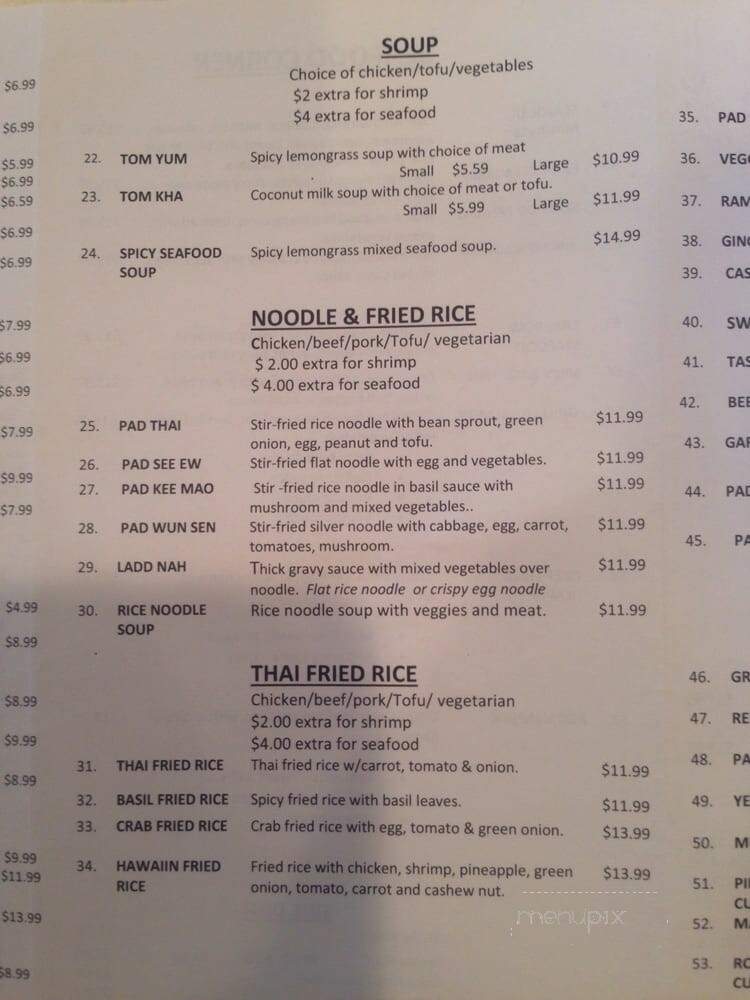 SOUP
Choice of chicken/tofu/vegetables
$2 extra for shrimp
$4 extra for seafood
22. TOM YUM Spicy lemongrass soup with choice of meat
Small $5.59 Large $10.99
23. TOM KHA Coconut milk soup with choice of meat or tofu.
Small $5.99 Large $11.99
24. SPICY SEAFOOD Spicy lemongrass mixed seafood soup. $14.99
SOUP
NOODLE & FRIED RICE
Chicken/beef/pork/Tofu/ vegetarian
$ 2.00 extra for shrimp
$ 4.00 extra for seafood
25. PAD THAI Stir-fried rice noodle with bean sprout, green $11.99
onion, egg, peanut and tofu.
26. PAD SEE EW Stir-fried flat noodle with egg and vegetables. $11.99
27. PAD KEE MAO Stir -fried rice noodle in basil sauce with $11.99
mushroom and mixed vegetables..
28. PAD WUN SEN Stir-fried silver noodle with cabbage, egg, carrot, $11.99
tomatoes, mushroom.
29. LADD NAH Thick gravy sauce with mixed vegetables over $11.99
noodle. Flat rice noodle or crispy egg noodle
30. RICE NOODLE Rice noodle soup with veggies and meat. $11.99
SOUP
THAI FRIED RICE
Chicken/beef/pork/Tofu/ vegetarian
$2.00 extra for shrimp
$4.00 extra for seafood
31. THAI FRIED RICE Thai fried rice w/carrot, tomato & onion. $11.99
32. BASIL FRIED RICE Spicy fried rice with basil leaves. $11.99
33. CRAB FRIED RICE Crab fried rice with egg, tomato & green onion. $13.99
34. HAWAIIN FRIED Fried rice with chicken, shrimp, pineapple, green $13.99
RICE onion, tomato, carrot and cashew nut.
menupix
$6.99
$6.99
$5.99
$6.99
$6.59
$6.99
$6.99
$7.99
$6.99
$6.99
$7.99
$9.99
$7.99
$4.99
$8.99
$8.99
$9.99
$8.99
$9.99
$11.99
$13.99
$8.99
35. PAD
36. VEG
37. RAM
38. GING
39. CAS
40. SW
41. TAS
42. BEE
43. GAR
44. PAD
45. PA
46. GR
47. RE
48. PA
49. YE
50. M
51. PI
CU
52. MA
53. RO
CU